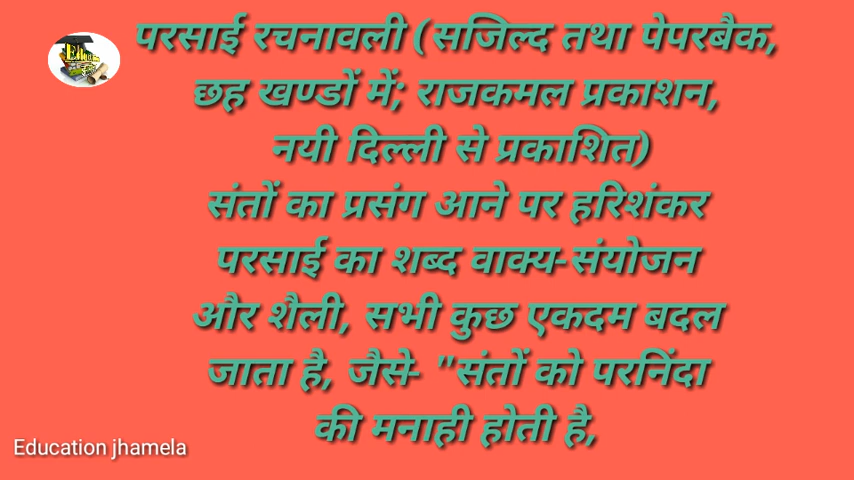 परसाई रचनावली (सजिल्द तथा पेपरबैक,
छह खण्डों में; राजकमल प्रकाशन,
नयी दिल्ली से प्रकाशित)
संतों का प्रसंग आने पर हरिशंकर
परसाई का शब्द वाक्य-संयोजन
और शैली, सभी कुछ एकदम बदल
जाता है, जैसे- "संतों को परनिंदा
की मनाही होती है,
Education jhamela